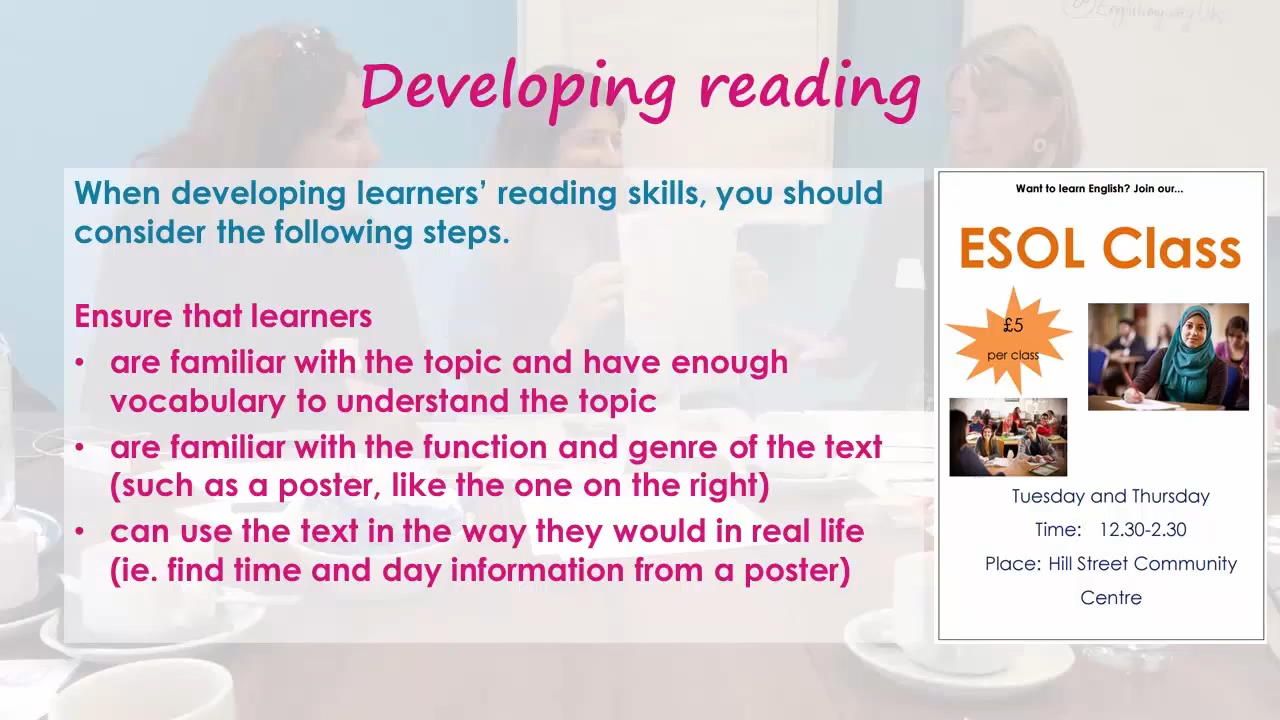 Developing reading
When developing learners’ reading skills, you should
consider the following steps.
Ensure that learners
• are familiar with the topic and have enough
vocabulary to understand the topic
• are familiar with the function and genre of the text
(such as a poster, like the one on the right)
• can use the text in the way they would in real life
(ie. find time and day information from a poster)
Want to learn English? Join our...
ESOL Class
£5
per class
Tuesday and Thursday
Time: 12.30-2.30
Place: Hill Street Community
Centre